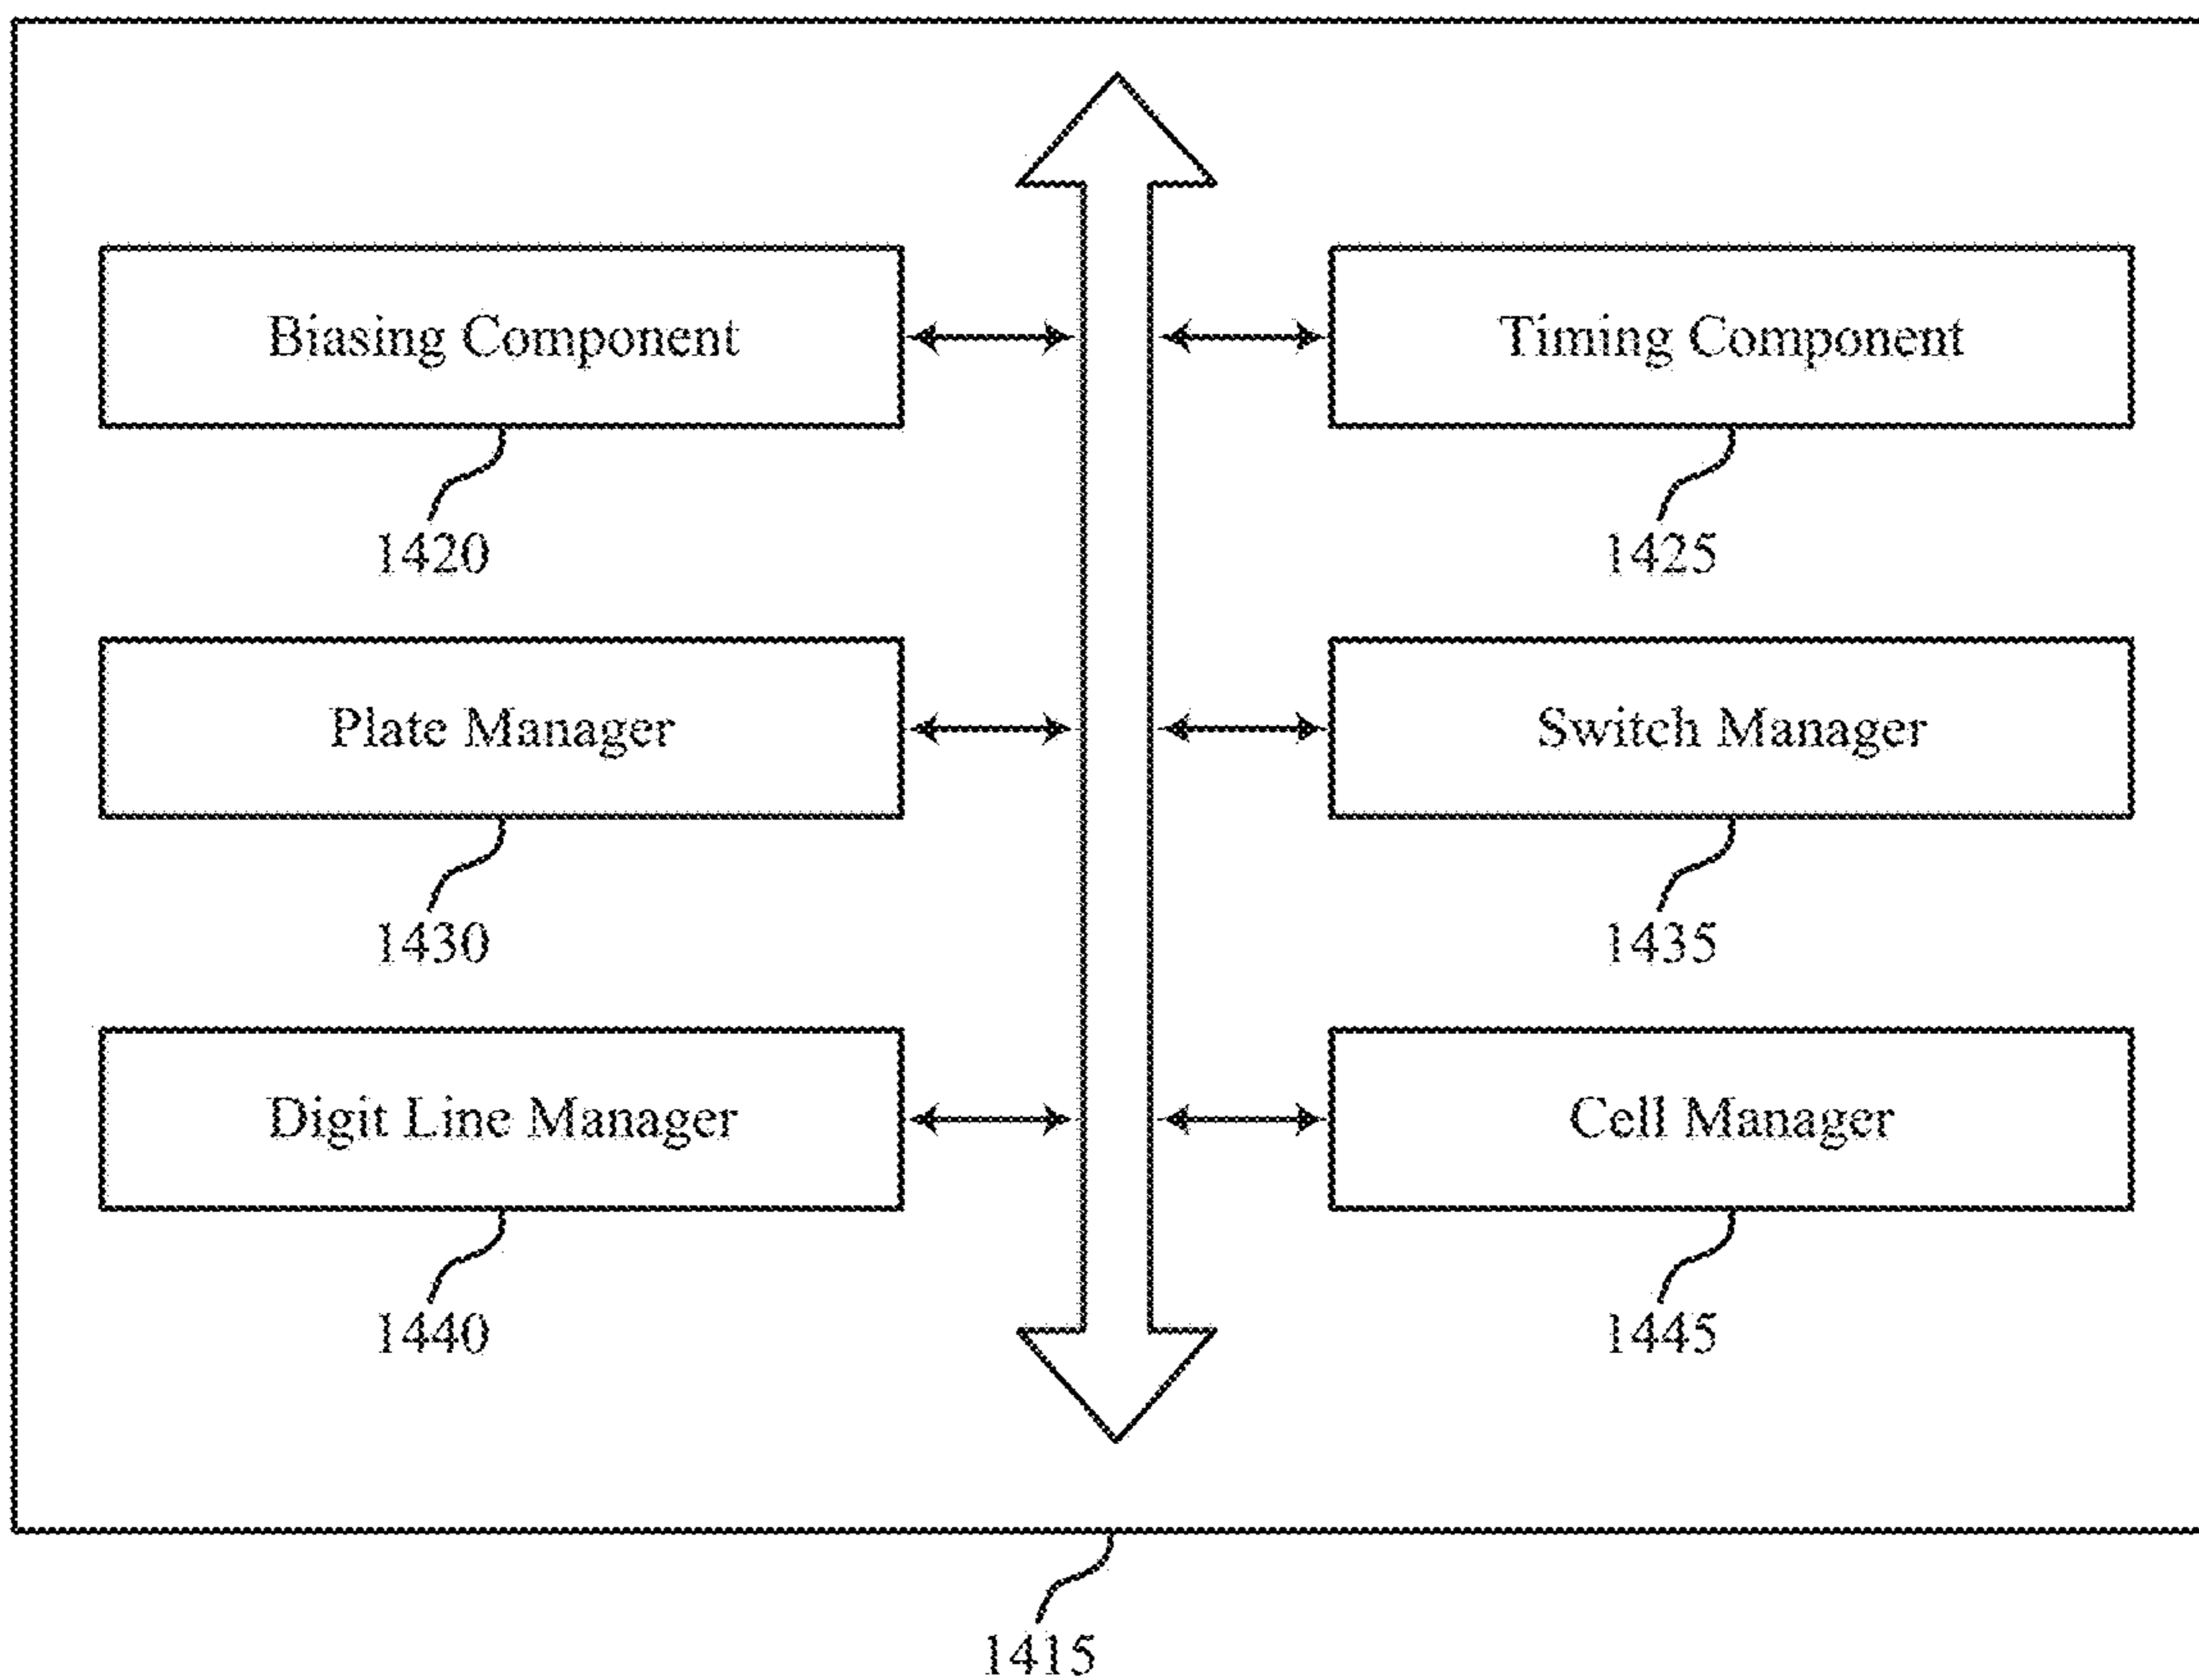 Biasing Component
Timing Component
1420
1425
Plate Manager
Switch Manager
1430
1435
Digit Line Manager
Cell Manager
1440
1445
1415